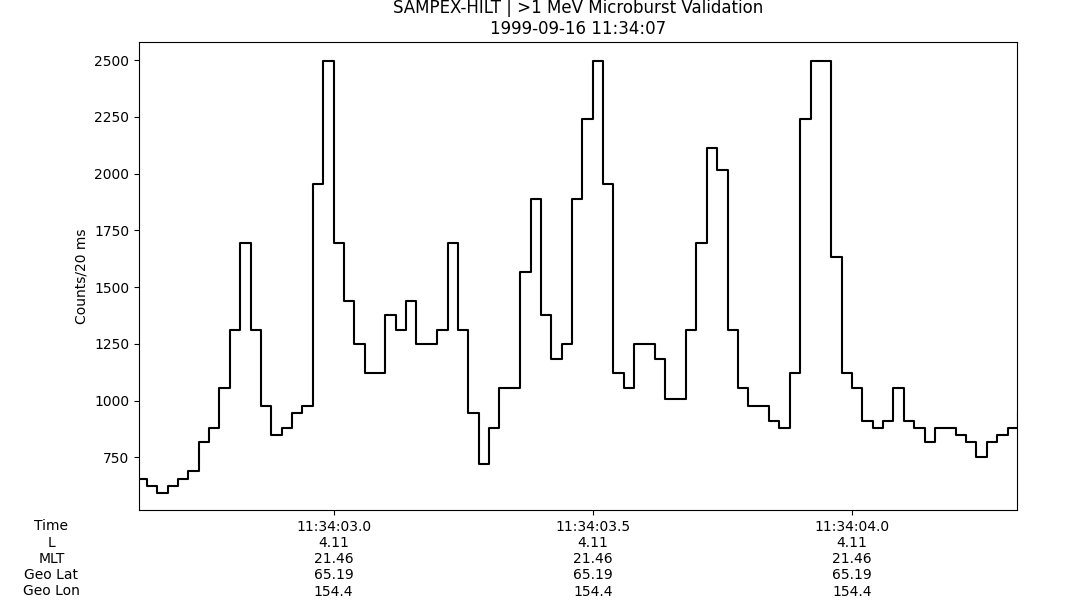 SAMPEX-HILT | >1 MeV Microburst Validation
1999-09-16 11:34:07
2500
2250
2000
1750
1500
1250
1000
750
Counts/20 ms
Time 11:34:03.0 11:34:03.5 11:34:04.0
L 4.11 4.11 4.11
MLT 21.46 21.46 21.46
Geo Lat 65.19 65.19 65.19
Geo Lon 154.4 154.4 154.4